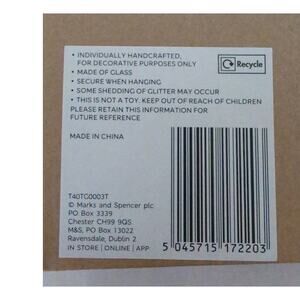 • INDIVIDUALLY HANDCRAFTED,
FOR DECORATIVE PURPOSES ONLY
• MADE OF GLASS
• SECURE WHEN HANGING
• SOME SHEDDING OF GLITTER MAY OCCUR
• THIS IS NOT A TOY. KEEP OUT OF REACH OF CHILDREN
PLEASE RETAIN THIS INFORMATION FOR
FUTURE REFERENCE
Recycle
MADE IN CHINA
T40TG0003T
© Marks and Spencer plc
PO Box 3339
Chester CH99 9QS
M&S, PO Box 13022
Ravensdale, Dublin 2
IN STORE | ONLINE | APP
5 045715 172203